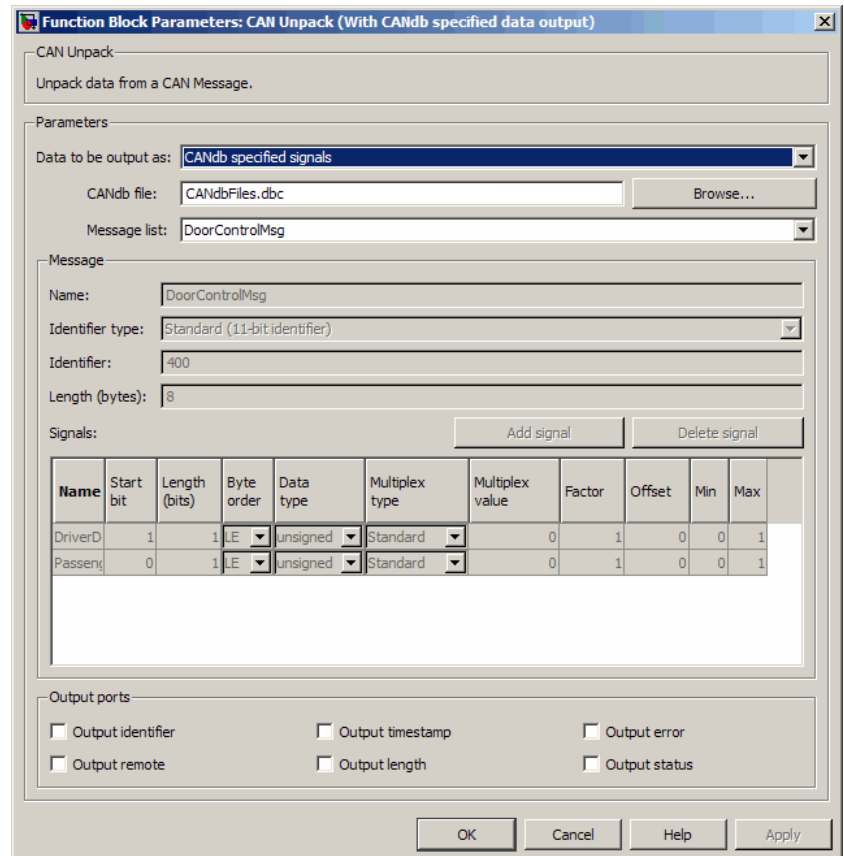 Function Block Parameters: CAN Unpack (With CANdb specified data output)
CAN Unpack
Unpack data from a CAN Message.
Parameters
Data to be output as: CANdb specified signals
CANdb file: CANdbFiles.dbc Browse...
Message list: DoorControlMsg
Message
Name: DoorControlMsg
Identifier type: Standard (11-bit identifier)
Identifier: 400
Length (bytes): 8
Signals: Add signal Delete signal
Name Start bit Length (bits) Byte order Data type Multiplex type Multiplex value Factor Offset Min Max
DriverD 1 1 LE unsigned Standard 0 1 0 0 1
Passeng 0 1 LE unsigned Standard 0 1 0 0 1
Output ports
Output identifier Output timestamp Output error
Output remote Output length Output status
OK Cancel Help Apply